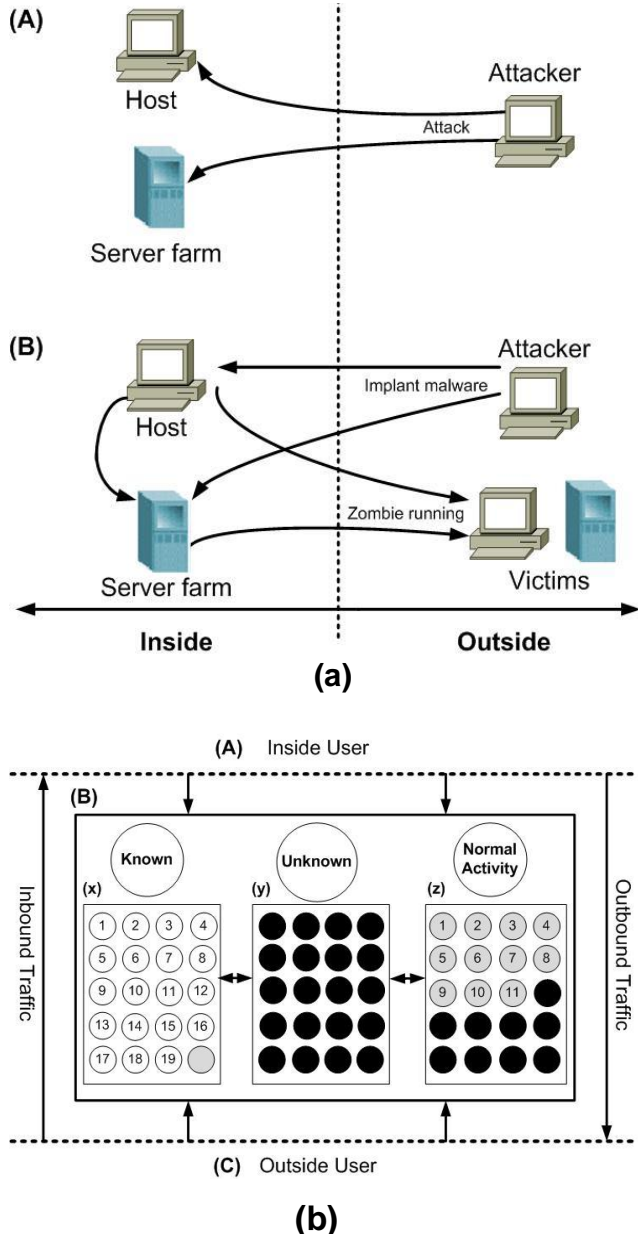 (A)
Host
Attacker
Attack
Server farm
(B)
Host
Attacker
Implant malware
Zombie running
Server farm
Victims
Inside
Outside
(a)
(A) Inside User
(B)
Inbound Traffic
Outbound Traffic
Known
Unknown
Normal
Activity
(x)
(y)
(z)
1 2 3 4
5 6 7 8
9 10 11 12
13 14 15 16
17 18 19
1 2 3 4
5 6 7 8
9 10 11
(C) Outside User
(b)